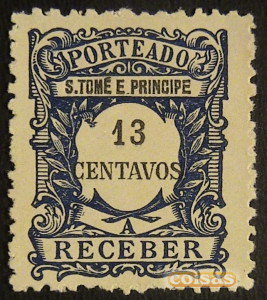 PORTEADO
S. TOMÉ E. PRINCIPE
13
CENTAVOS
A
RECEBER
coisas